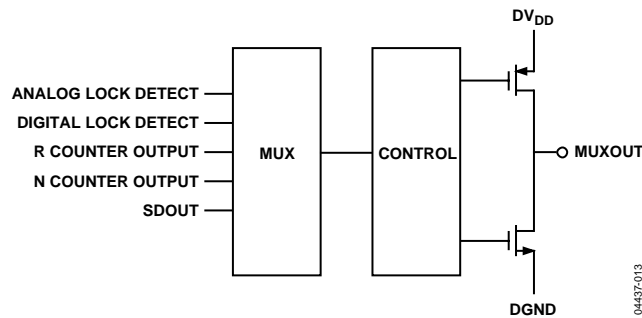 DVDD
ANALOG LOCK DETECT
DIGITAL LOCK DETECT
R COUNTER OUTPUT
N COUNTER OUTPUT
SDOUT
MUX
CONTROL
MUXOUT
DGND
04437-013